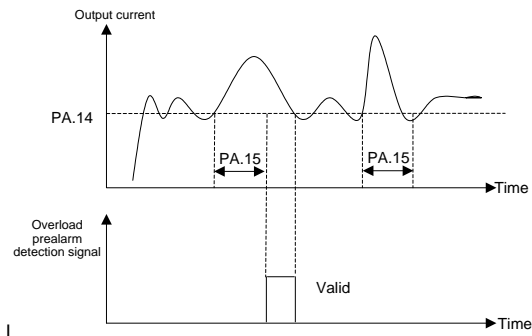 Output current
PA.14
PA.15
PA.15
Time
Overload
prealarm
detection signal
Valid
Time